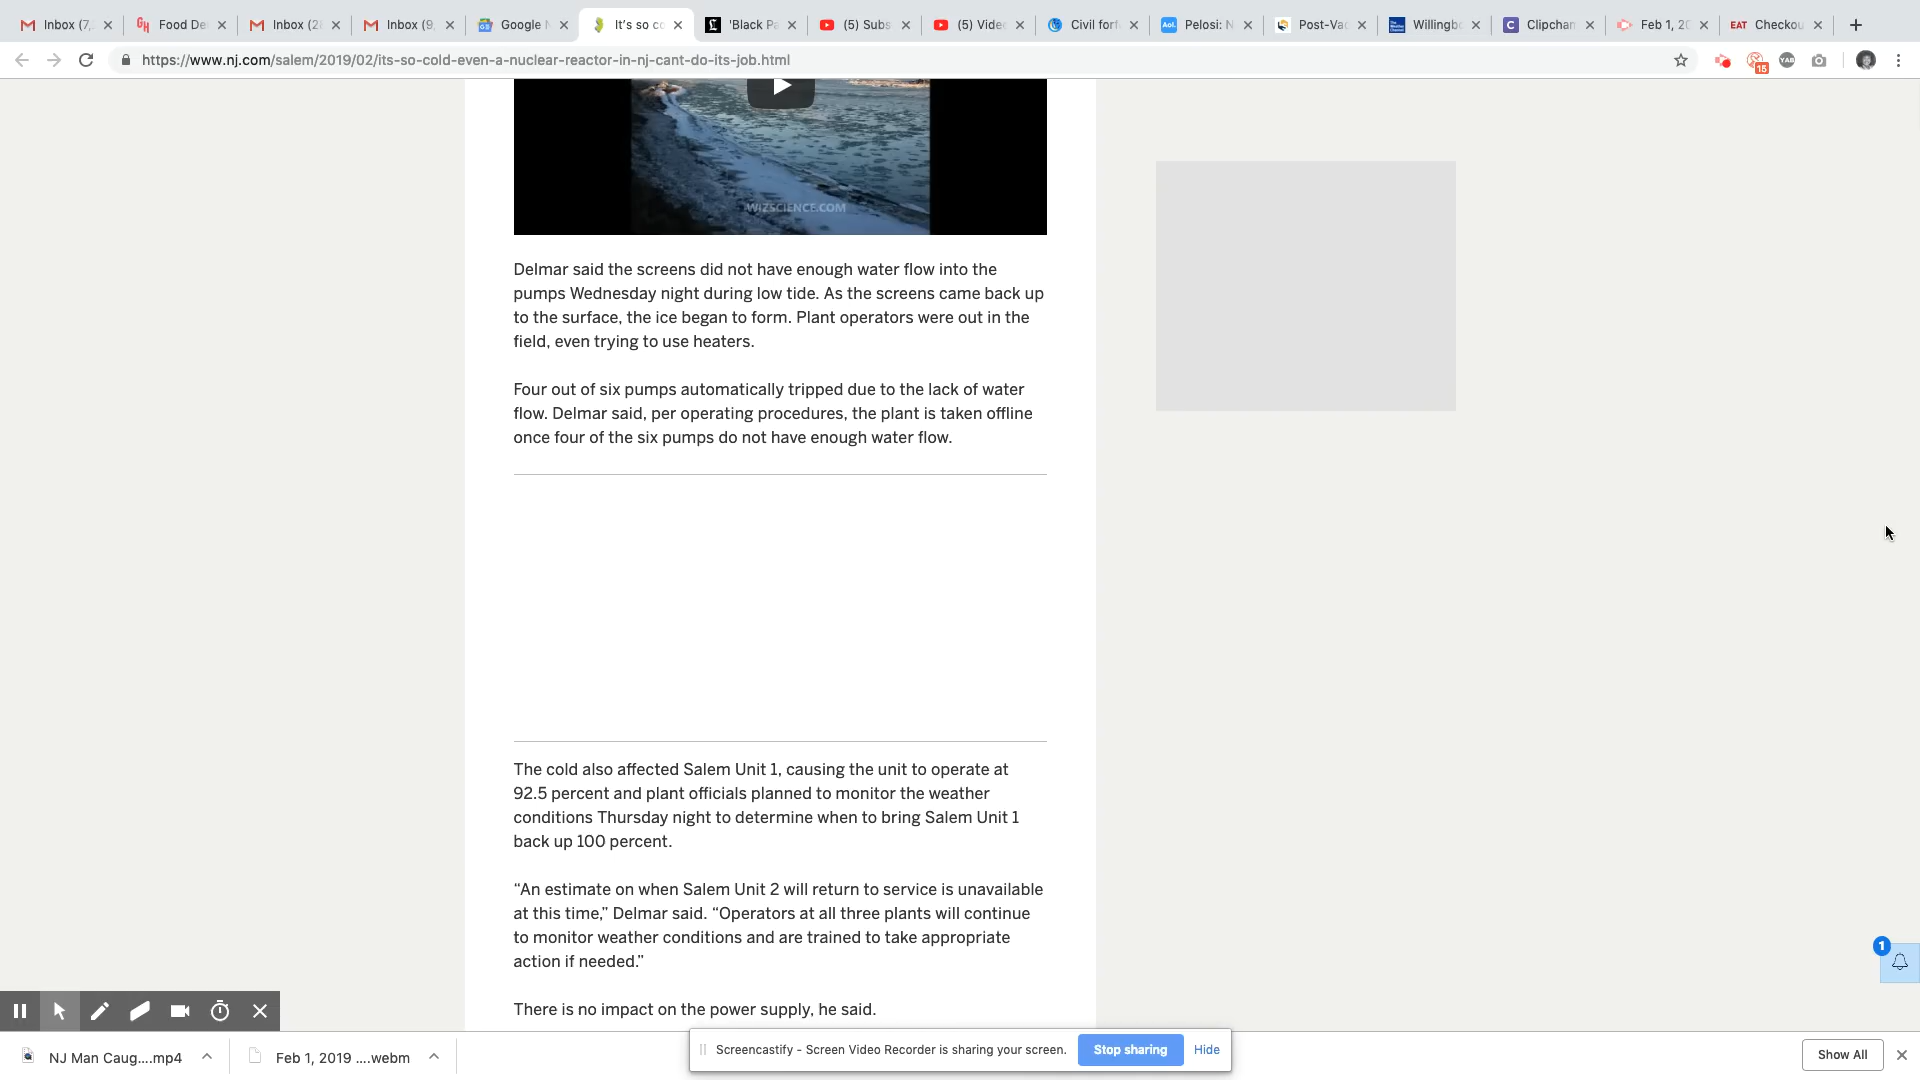 Inbox (7,
Food De
Inbox (2
Inbox (9,
Google
It's so co
'Black Pa
(5) Subs
(5) Vide
Civil forf
Aol.
Pelosi: N
Post-Vac
Willingbo
C
Clipcham
Feb 1, 20
EAT
Checkou
https://www.nj.com/salem/2019/02/its-so-cold-even-a-nuclear-reactor-in-nj-cant-do-its-job.html
15
YAB
WIZSCIENCE.COM
Delmar said the screens did not have enough water flow into the
pumps Wednesday night during low tide. As the screens came back up
to the surface, the ice began to form. Plant operators were out in the
field, even trying to use heaters.
Four out of six pumps automatically tripped due to the lack of water
flow. Delmar said, per operating procedures, the plant is taken offline
once four of the six pumps do not have enough water flow.
The cold also affected Salem Unit 1, causing the unit to operate at
92.5 percent and plant officials planned to monitor the weather
conditions Thursday night to determine when to bring Salem Unit 1
back up 100 percent.
“An estimate on when Salem Unit 2 will return to service is unavailable
at this time,” Delmar said. “Operators at all three plants will continue
to monitor weather conditions and are trained to take appropriate
action if needed.”
There is no impact on the power supply, he said.
1
NJ Man Caug....mp4
Feb 1, 2019 ....webm
Screencastify - Screen Video Recorder is sharing your screen.
Stop sharing
Hide
Show All